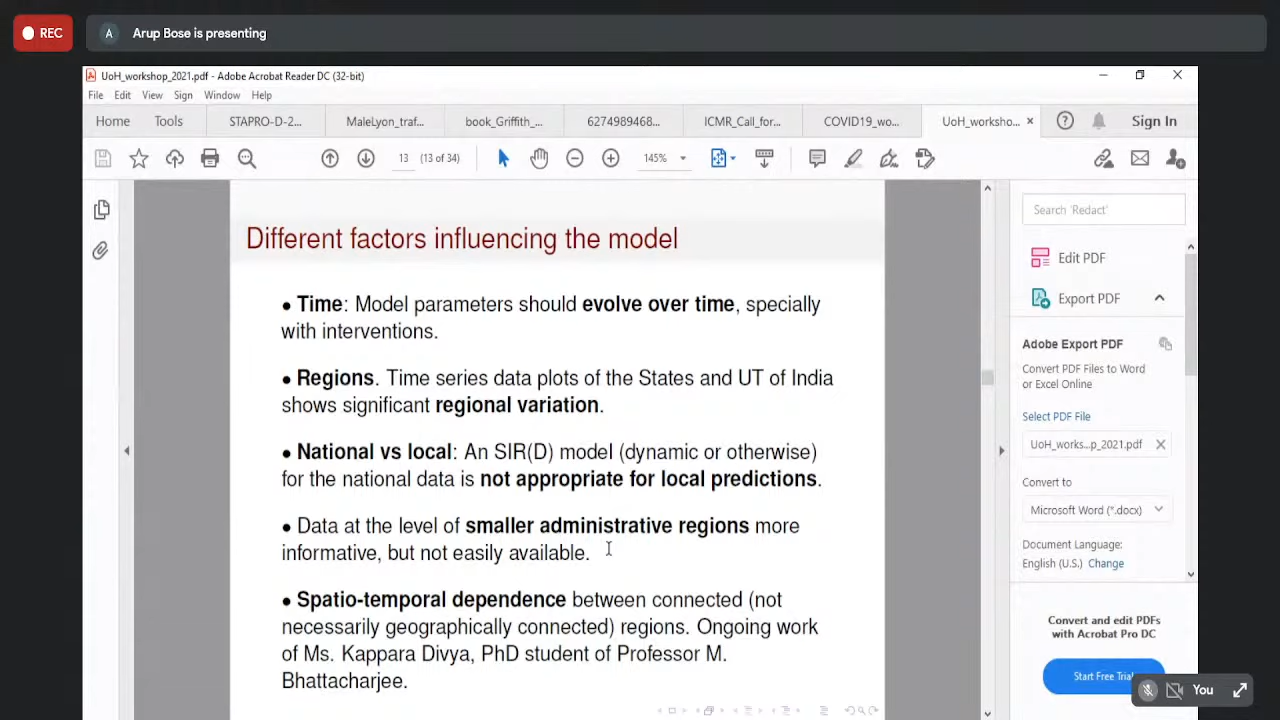 REC
A
Arup Bose is presenting
UoH_workshop_2021.pdf - Adobe Acrobat Reader DC (32-bit)
File Edit View Sign Window Help
Home Tools STAPRO-D-2... MaleLyon_traf... book_Griffith_... 6274989468... ICMR_Call_for... COVID19_wo... UoH_worksho... Sign In
13 (13 of 34) 145%
Different factors influencing the model
• Time: Model parameters should evolve over time, specially
with interventions.
• Regions. Time series data plots of the States and UT of India
shows significant regional variation.
• National vs local: An SIR(D) model (dynamic or otherwise)
for the national data is not appropriate for local predictions.
• Data at the level of smaller administrative regions more
informative, but not easily available.
• Spatio-temporal dependence between connected (not
necessarily geographically connected) regions. Ongoing work
of Ms. Kappara Divya, PhD student of Professor M.
Bhattacharjee.
Search 'Redact'
Edit PDF
Export PDF
Adobe Export PDF
Convert PDF Files to Word
or Excel Online
Select PDF File
UoH_works...p_2021.pdf
Convert to
Microsoft Word (*.docx)
Document Language:
English (U.S.) Change
Convert and edit PDFs
with Acrobat Pro DC
Start Free Trial
You